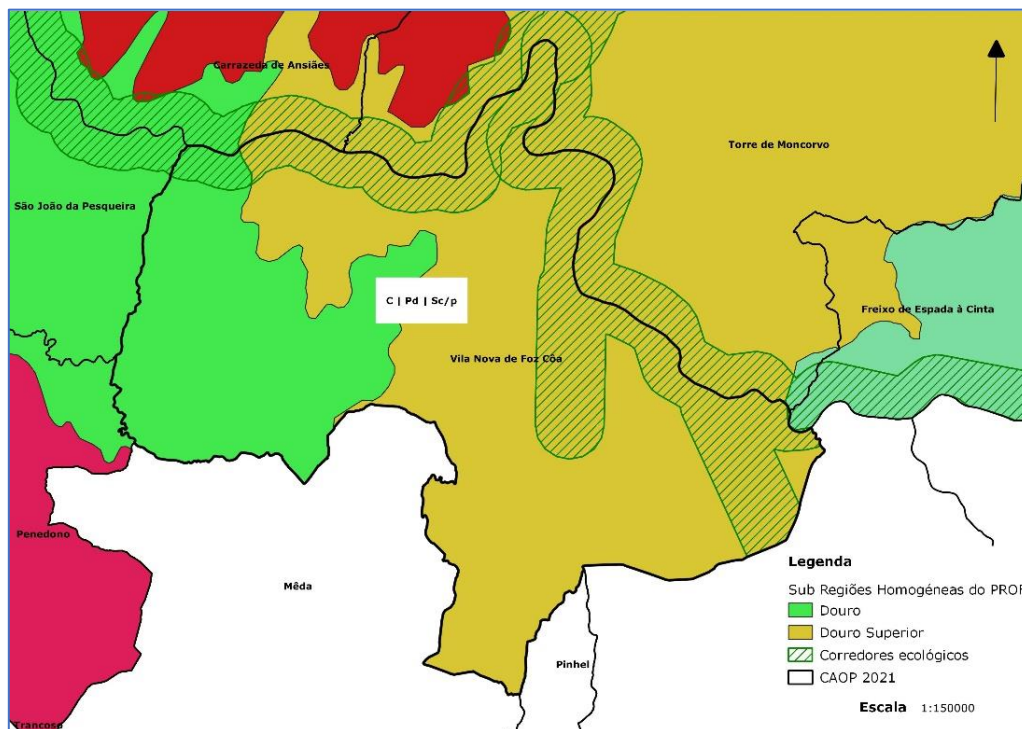 Carrazeda de Ansiães
Torre de Moncorvo
São João da Pesqueira
C | Pd | Sc/p
Freixo de Espada à Cinta
Vila Nova de Foz Côa
Penedono
Mêda
Pinhel
Trancoso
Legenda
Sub Regiões Homogéneas do PROF
Douro
Douro Superior
Corredores ecológicos
CAOP 2021
Escala 1:150000